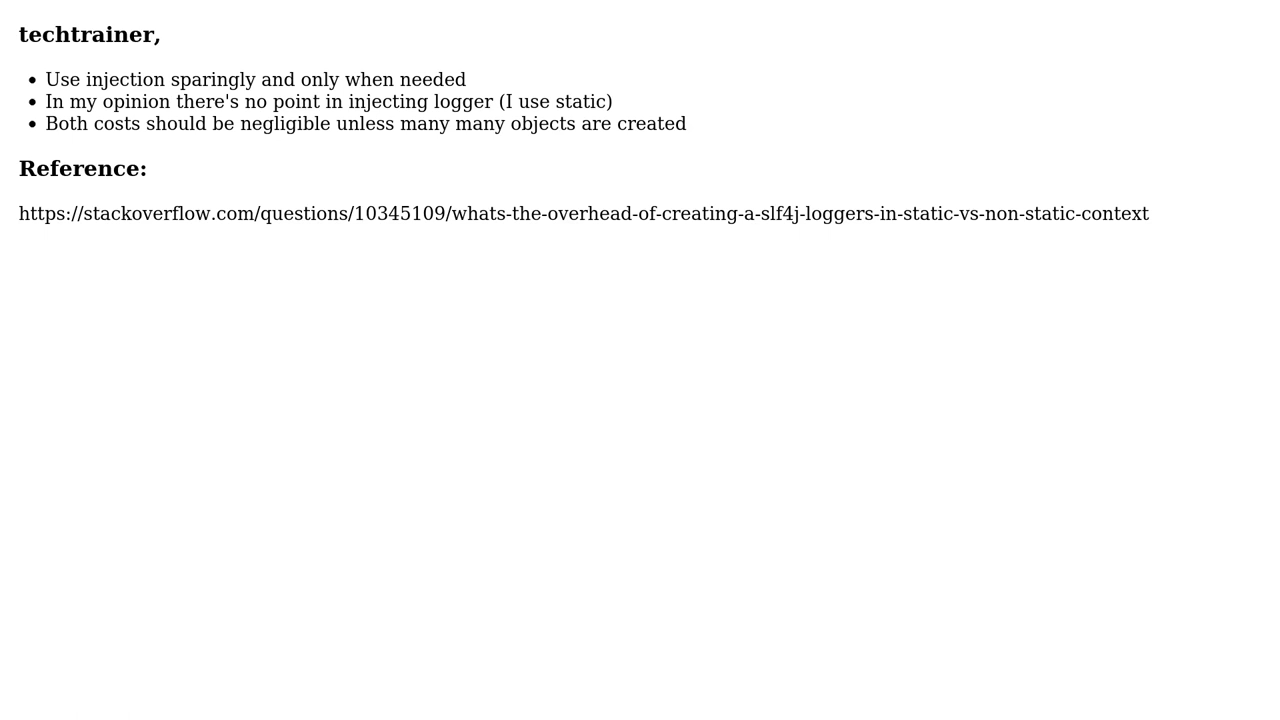 techtrainer,
• Use injection sparingly and only when needed
• In my opinion there's no point in injecting logger (I use static)
• Both costs should be negligible unless many many objects are created
Reference:
https://stackoverflow.com/questions/10345109/whats-the-overhead-of-creating-a-slf4j-loggers-in-static-vs-non-static-context